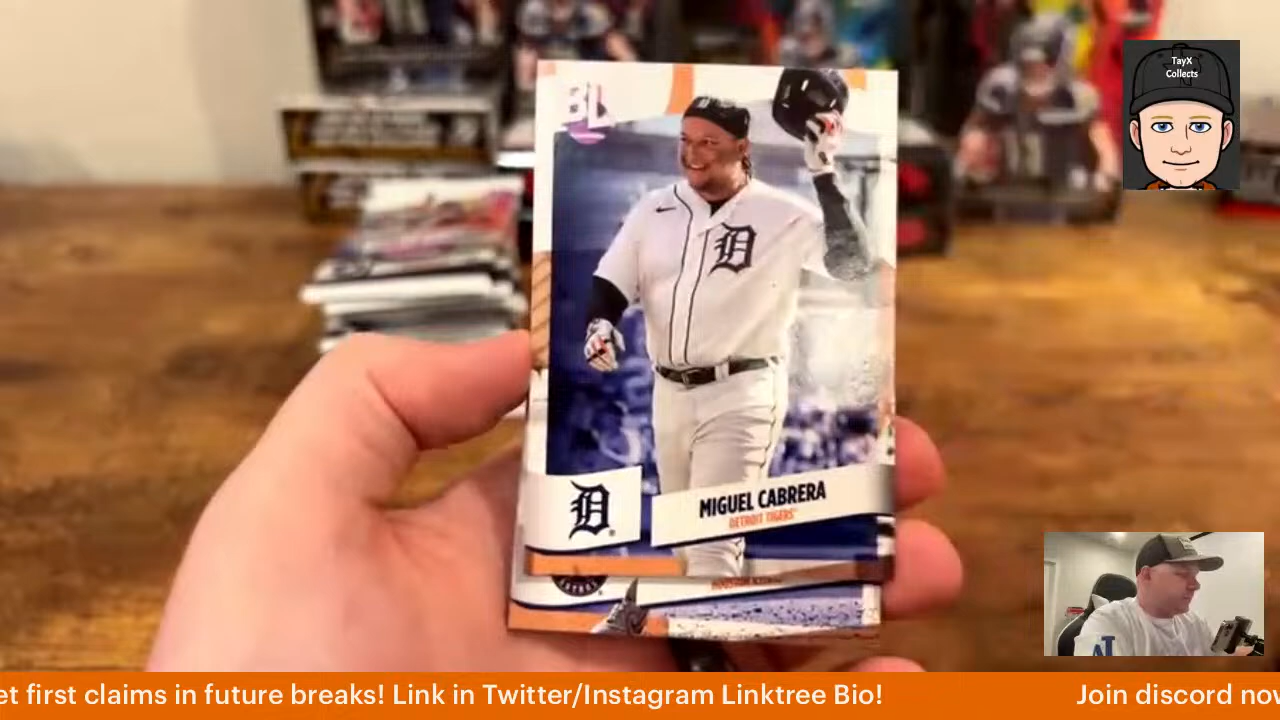 TayX
Collects
BL
D
D
MIGUEL CABRERA
DETROIT TIGERS
et first claims in future breaks! Link in Twitter/Instagram Linktree Bio!
Join discord now